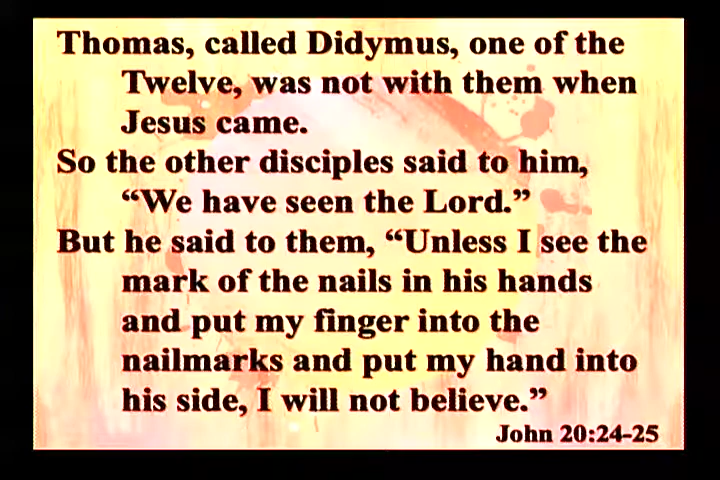 Thomas, called Didymus, one of the
Twelve, was not with them when
Jesus came.
So the other disciples said to him,
“We have seen the Lord.”
But he said to them, “Unless I see the
mark of the nails in his hands
and put my finger into the
nailmarks and put my hand into
his side, I will not believe.”
John 20:24-25